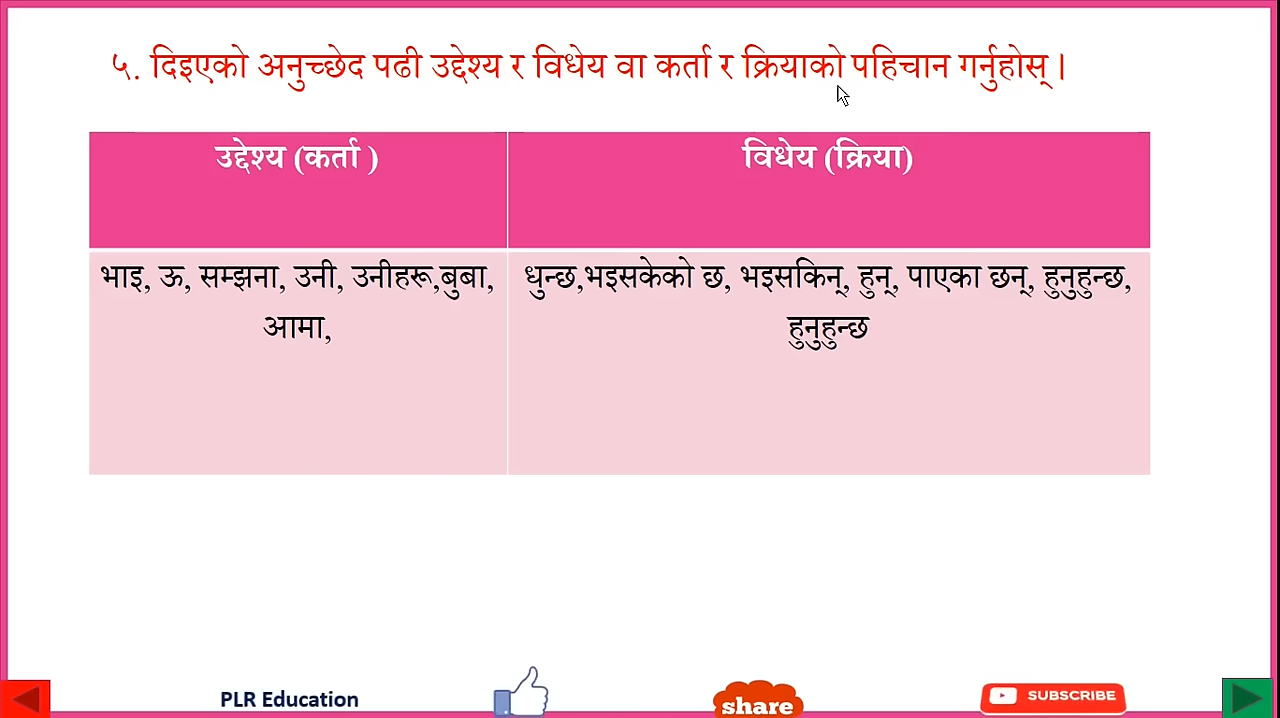 ५. दिइएको अनुच्छेद पढी उद्देश्य र विधेय वा कर्ता र क्रियाको पहिचान गर्नुहोस् ।
उद्देश्य (कर्ता )
विधेय (क्रिया)
भाइ, ऊ, सम्झना, उनी, उनीहरू,बुबा,
आमा,
धुन्छ,भइसकेको छ, भइसकिन्, हुन्, पाएका छन्, हुनुहुन्छ,
हुनुहुन्छ
PLR Education
share
SUBSCRIBE